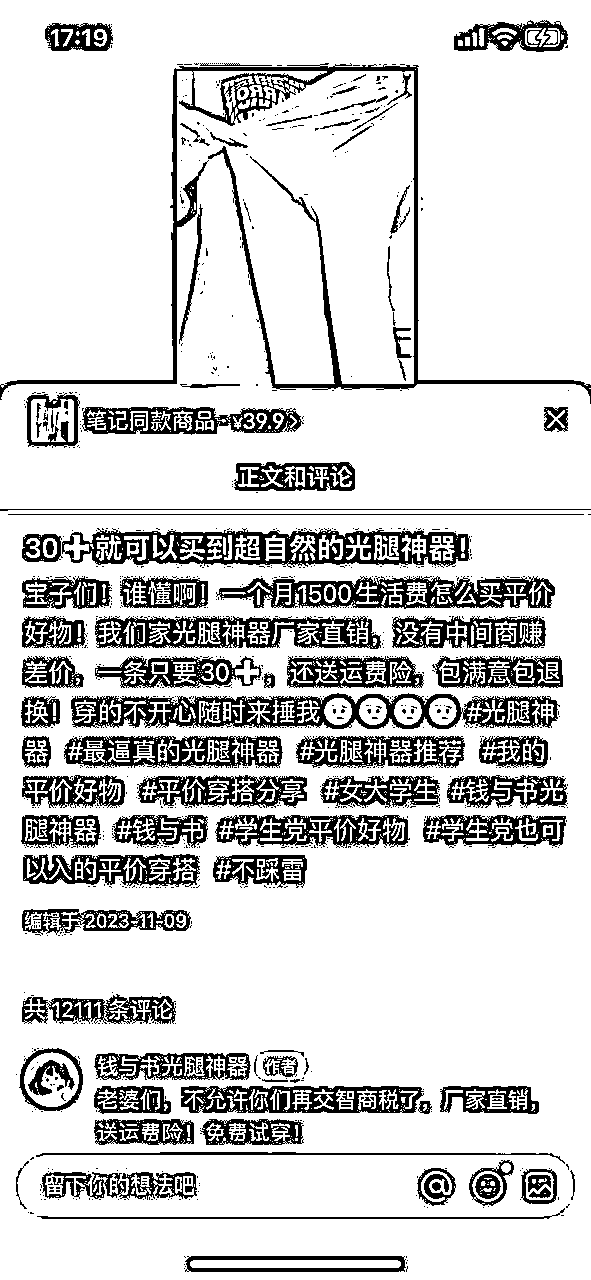 17:19
笔记同款商品·¥39.9>
正文和评论
30➕就可以买到超自然的光腿神器！
宝子们！谁懂啊！一个月1500生活费怎么买平价
好物！我们家光腿神器厂家直销，没有中间商赚
差价，一条只要30➕，还送运费险，包满意包退
换！穿的不开心随时来捶我 #光腿神
器 #最逼真的光腿神器 #光腿神器推荐 #我的
平价好物 #平价穿搭分享 #女大学生 #钱与书光
腿神器 #钱与书 #学生党平价好物 #学生党也可
以入的平价穿搭 #不踩雷
编辑于 2023-11-09
共 12111 条评论
钱与书光腿神器 作者
老婆们，不允许你们再交智商税了，厂家直销，
送运费险！免费试穿！
留下你的想法吧